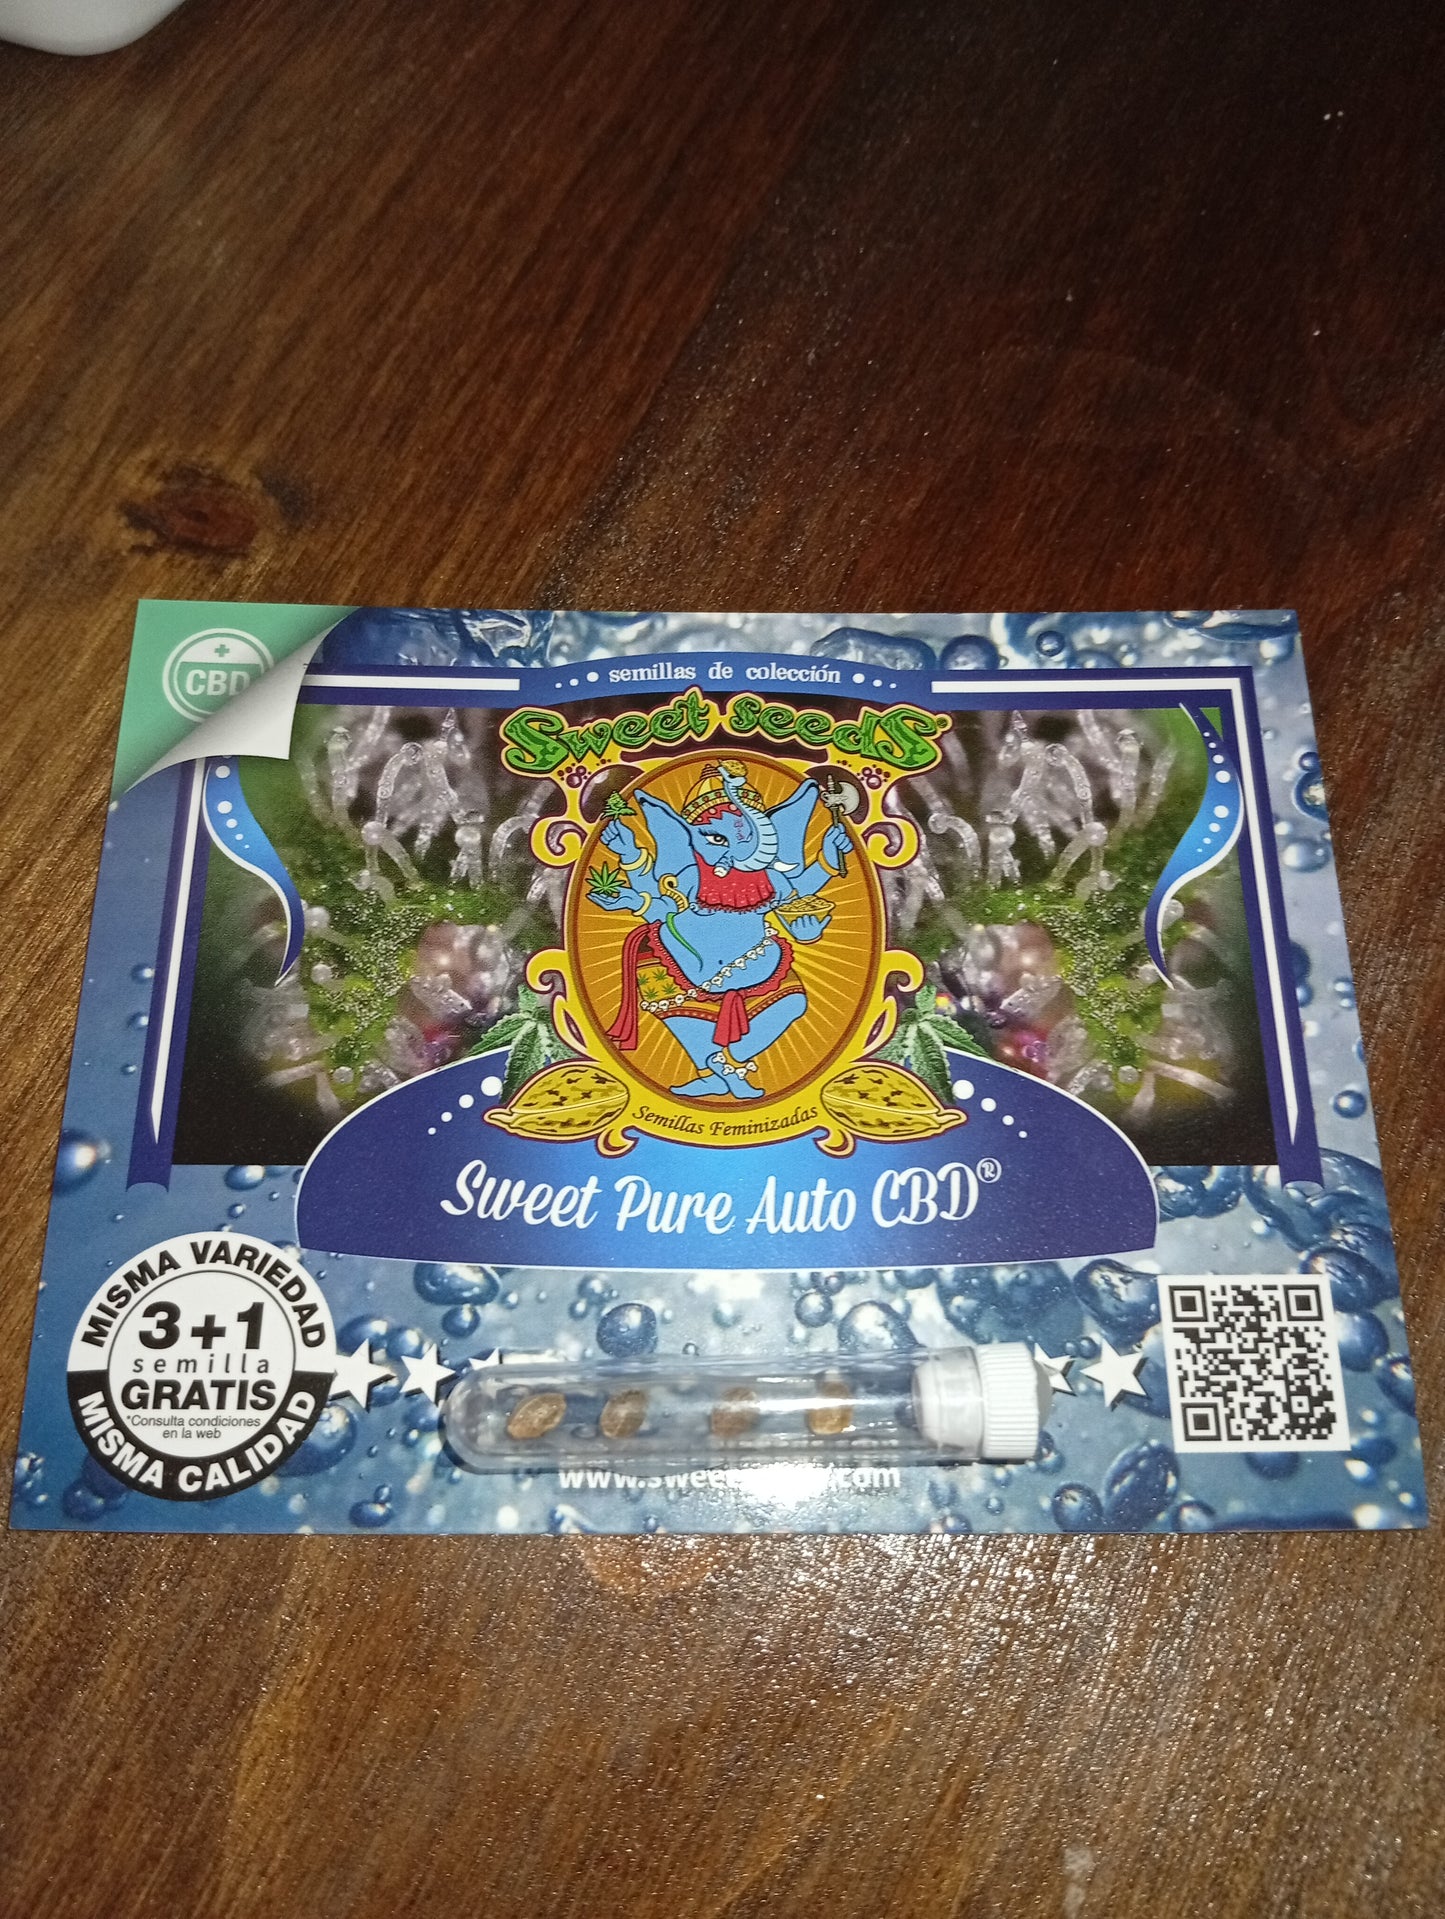 CBD
semillas de colección
Sweet Seeds®
Semillas Feminizadas
Sweet Pure Auto CBD®
MISMA VARIEDAD
3+1
semilla
GRATIS
*Consulta condiciones
en la web
MISMA CALIDAD